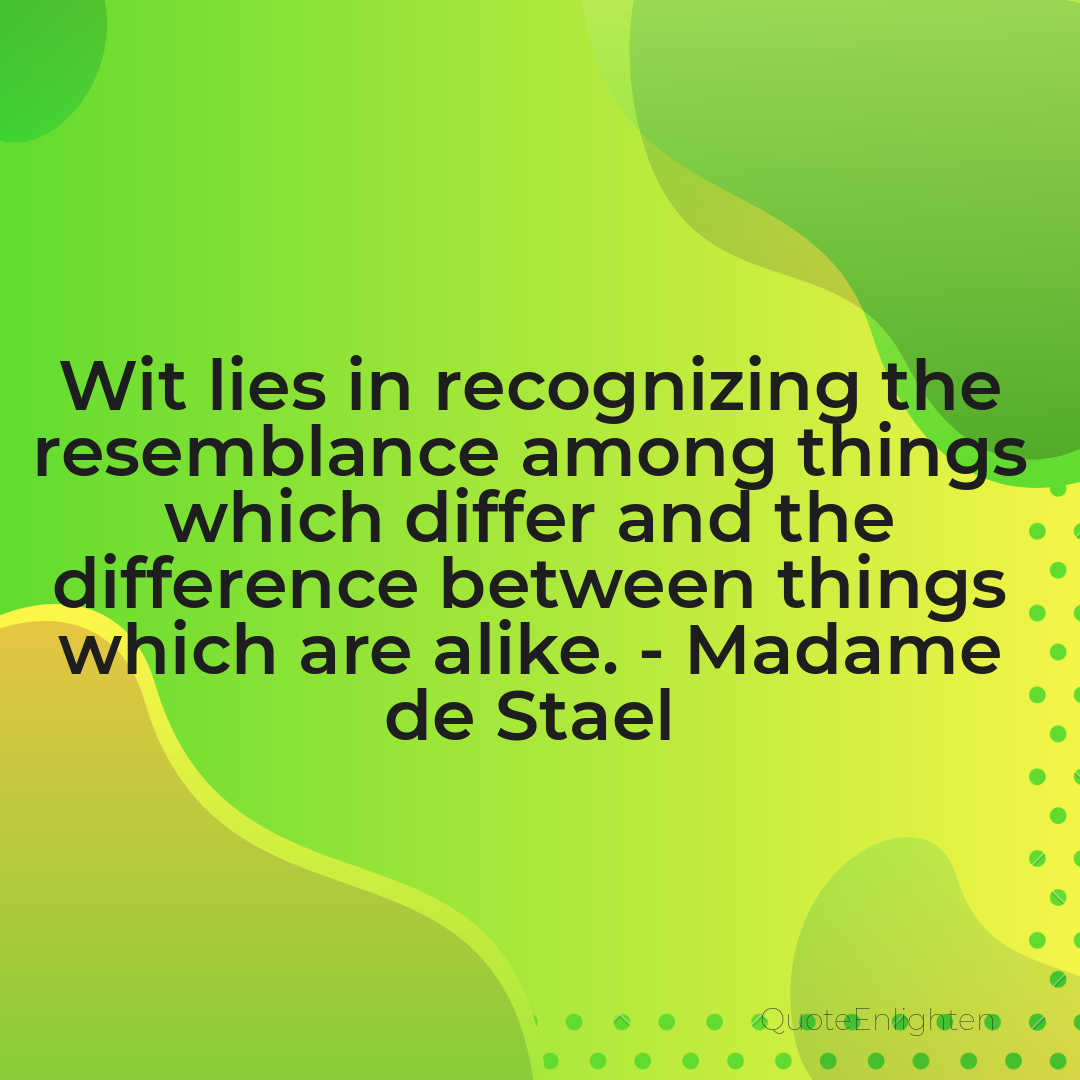 Wit lies in recognizing the
resemblance among things
which differ and the
difference between things
which are alike. - Madame
de Stael
QuoteEnlighten